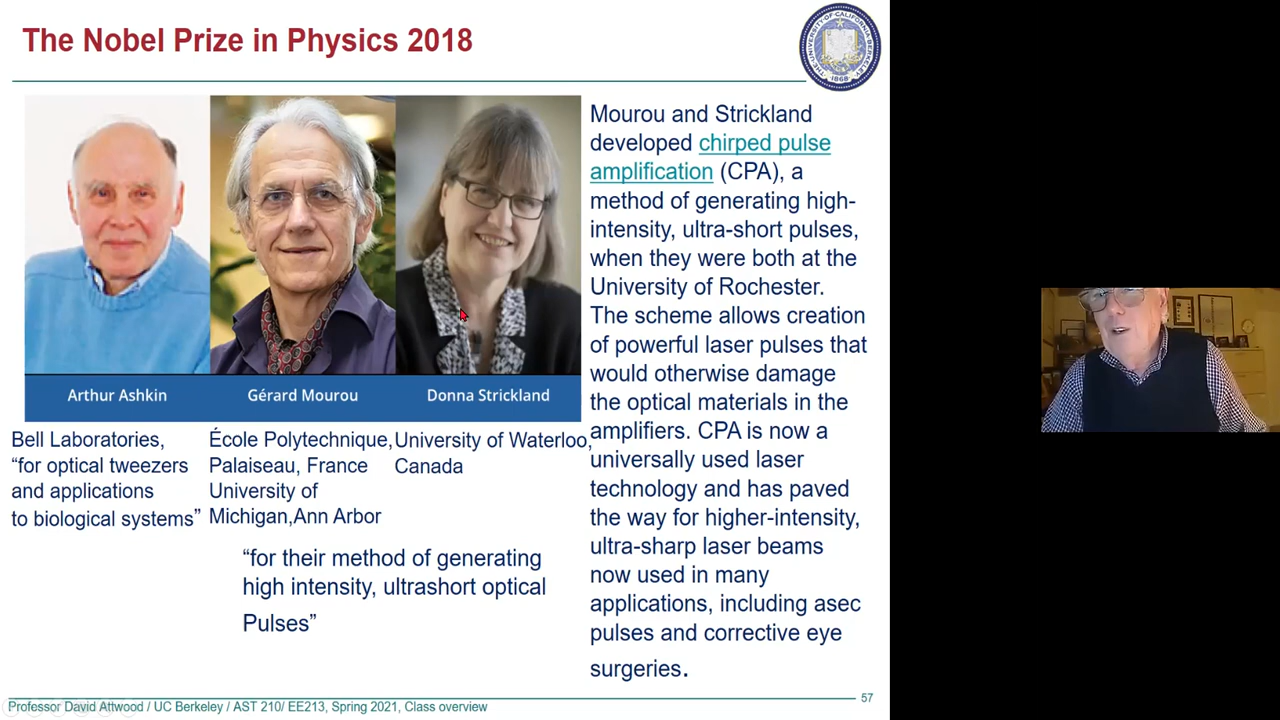 The Nobel Prize in Physics 2018
THE UNIVERSITY OF CALIFORNIA BERKELEY
1868
Arthur Ashkin
Gérard Mourou
Donna Strickland
Bell Laboratories,
“for optical tweezers
and applications
to biological systems”
École Polytechnique,
Palaiseau, France
University of
Michigan,Ann Arbor
University of Waterloo,
Canada
“for their method of generating
high intensity, ultrashort optical
Pulses”
Mourou and Strickland
developed chirped pulse
amplification (CPA), a
method of generating high-
intensity, ultra-short pulses,
when they were both at the
University of Rochester.
The scheme allows creation
of powerful laser pulses that
would otherwise damage
the optical materials in the
amplifiers. CPA is now a
universally used laser
technology and has paved
the way for higher-intensity,
ultra-sharp laser beams
now used in many
applications, including asec
pulses and corrective eye
surgeries.
Professor David Attwood / UC Berkeley / AST 210/ EE213, Spring 2021, Class overview
57